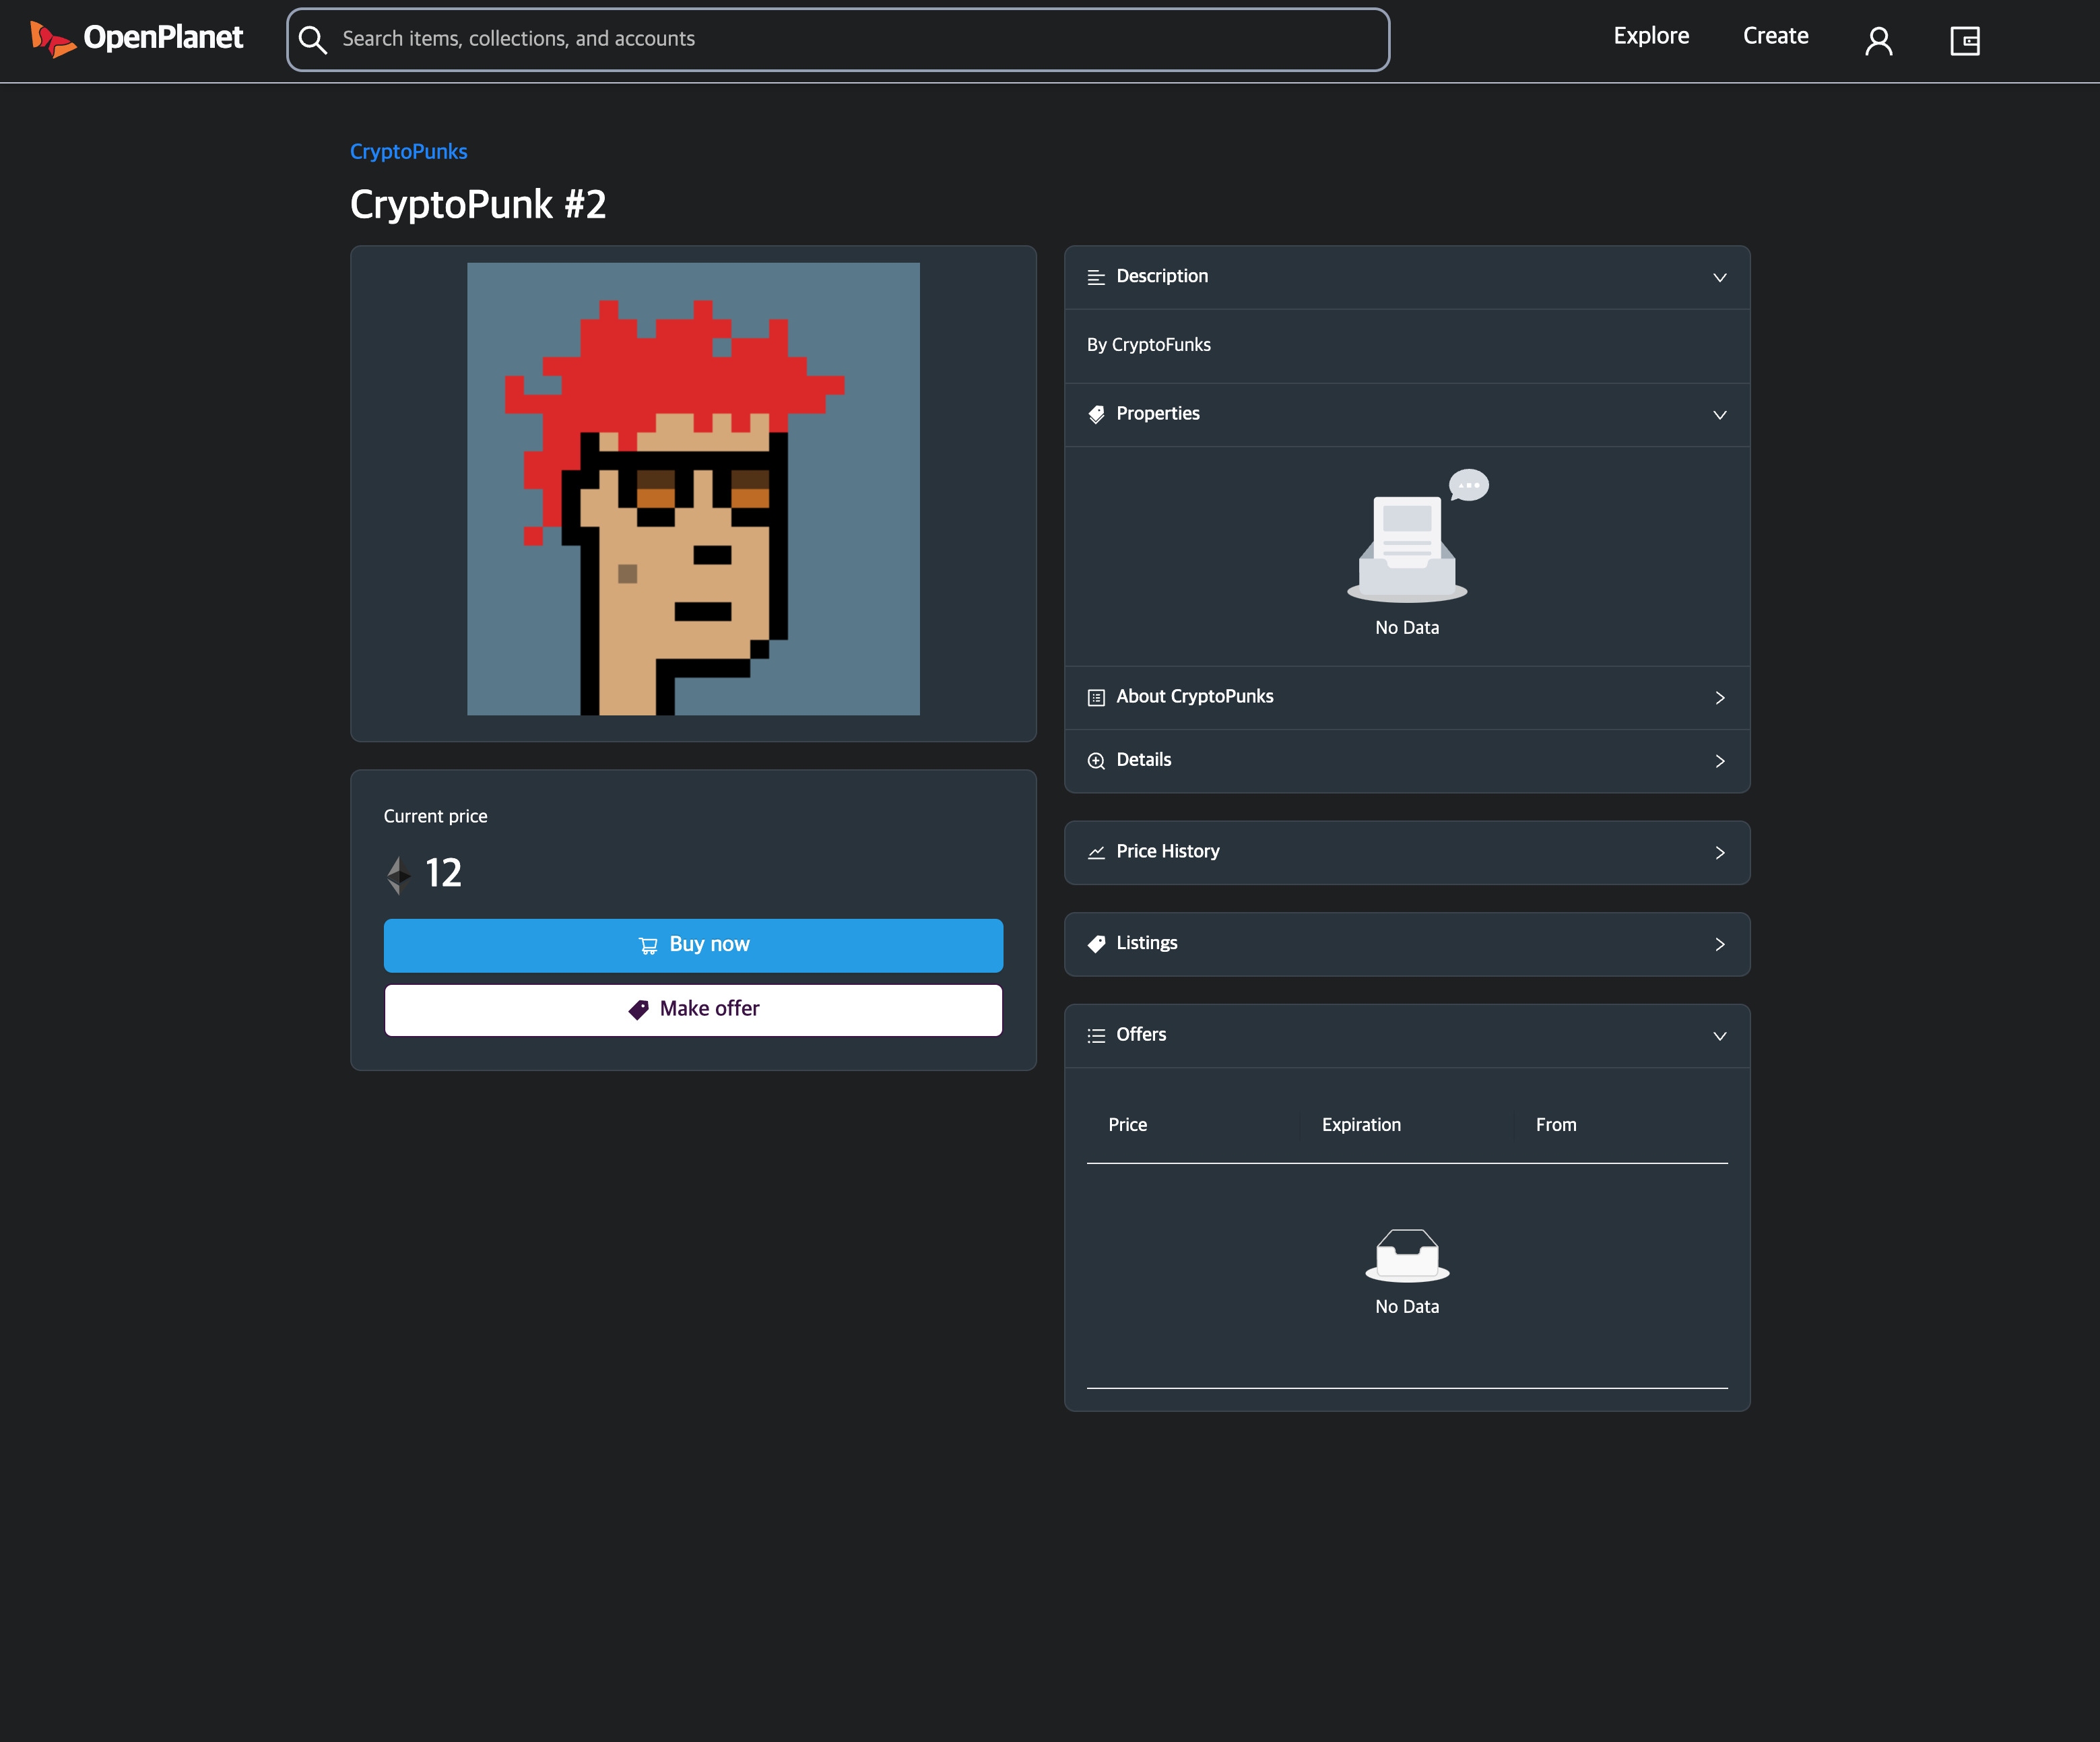 OpenPlanet
Search items, collections, and accounts
Explore
Create
CryptoPunks
CryptoPunk #2
Current price
12
Buy now
Make offer
Description
By CryptoFunks
Properties
No Data
About CryptoPunks
Details
Price History
Listings
Offers
Price Expiration From
No Data